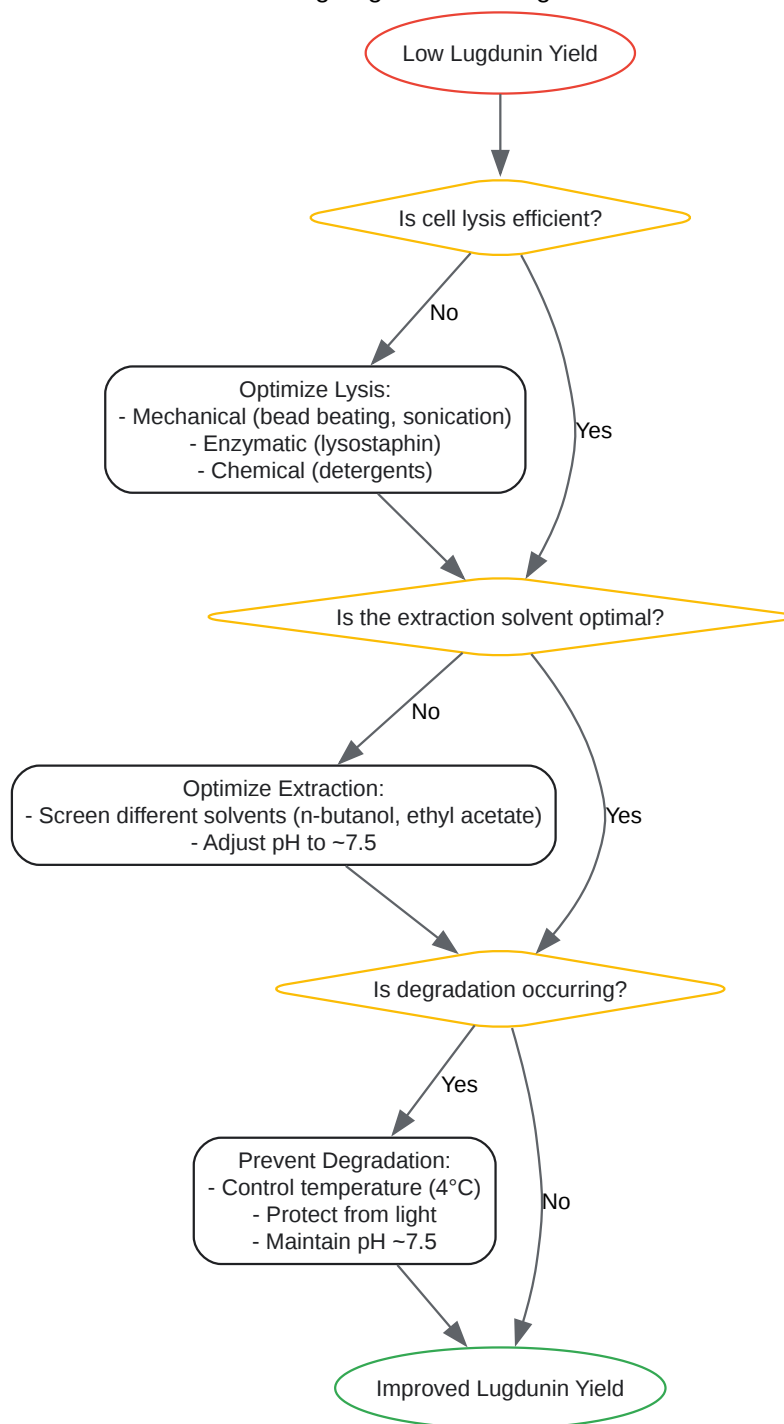 Low Lugdunin Yield
Is cell lysis efficient?
No
Optimize Lysis:
- Mechanical (bead beating, sonication)
- Enzymatic (lysostaphin)
- Chemical (detergents)
Yes
Is the extraction solvent optimal?
No
Optimize Extraction:
- Screen different solvents (n-butanol, ethyl acetate)
- Adjust pH to ~7.5
Yes
Is degradation occurring?
Yes
Prevent Degradation:
- Control temperature (4°C)
- Protect from light
- Maintain pH ~7.5
No
Improved Lugdunin Yield